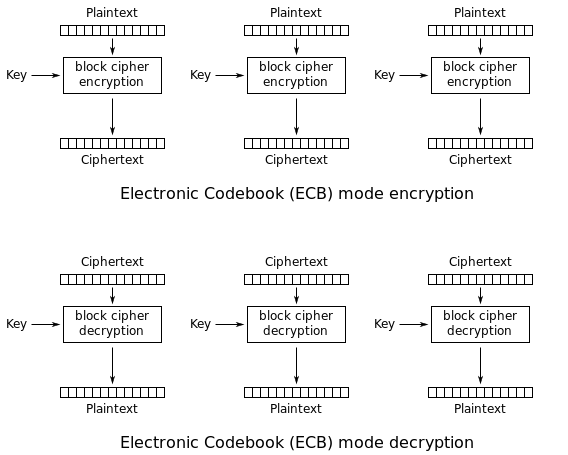 Plaintext Plaintext Plaintext
Key block cipher encryption Key block cipher encryption Key block cipher encryption
Ciphertext Ciphertext Ciphertext
Electronic Codebook (ECB) mode encryption
Ciphertext Ciphertext Ciphertext
Key block cipher decryption Key block cipher decryption Key block cipher decryption
Plaintext Plaintext Plaintext
Electronic Codebook (ECB) mode decryption